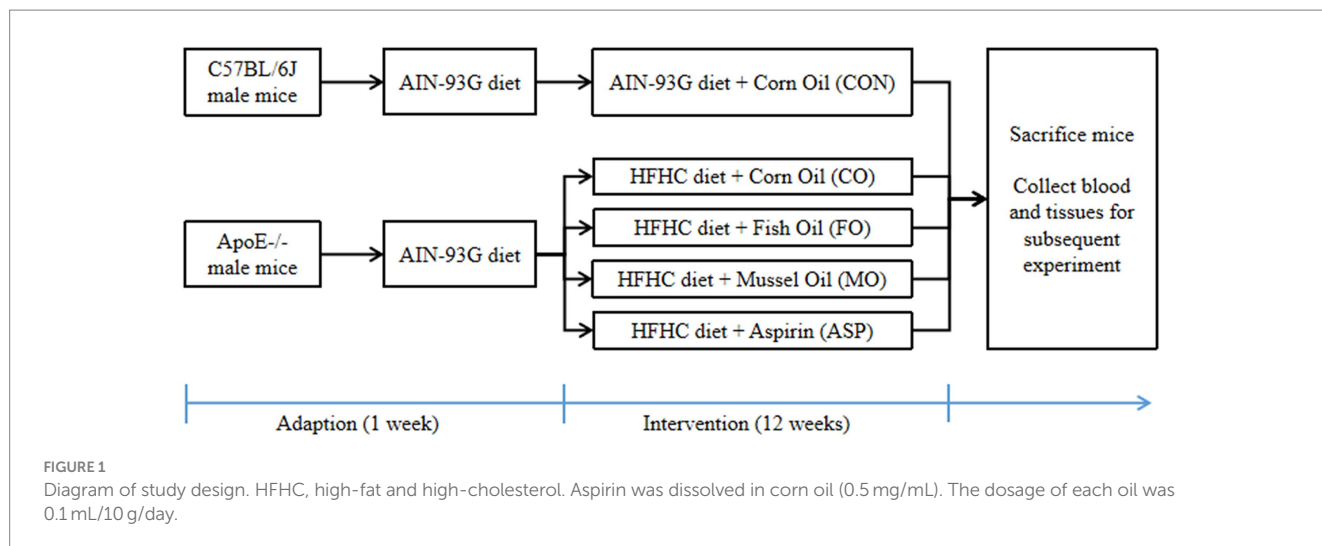 C57BL/6J
male mice
AIN-93G diet
AIN-93G diet + Corn Oil (CON)
ApoE-/-
male mice
AIN-93G diet
HFHC diet + Corn Oil (CO)
HFHC diet + Fish Oil (FO)
HFHC diet + Mussel Oil (MO)
HFHC diet + Aspirin (ASP)
Sacrifice mice
Collect blood
and tissues for
subsequent
experiment
Adaption (1 week)
Intervention (12 weeks)
FIGURE 1
Diagram of study design. HFHC, high-fat and high-cholesterol. Aspirin was dissolved in corn oil (0.5 mg/mL). The dosage of each oil was
0.1 mL/10 g/day.